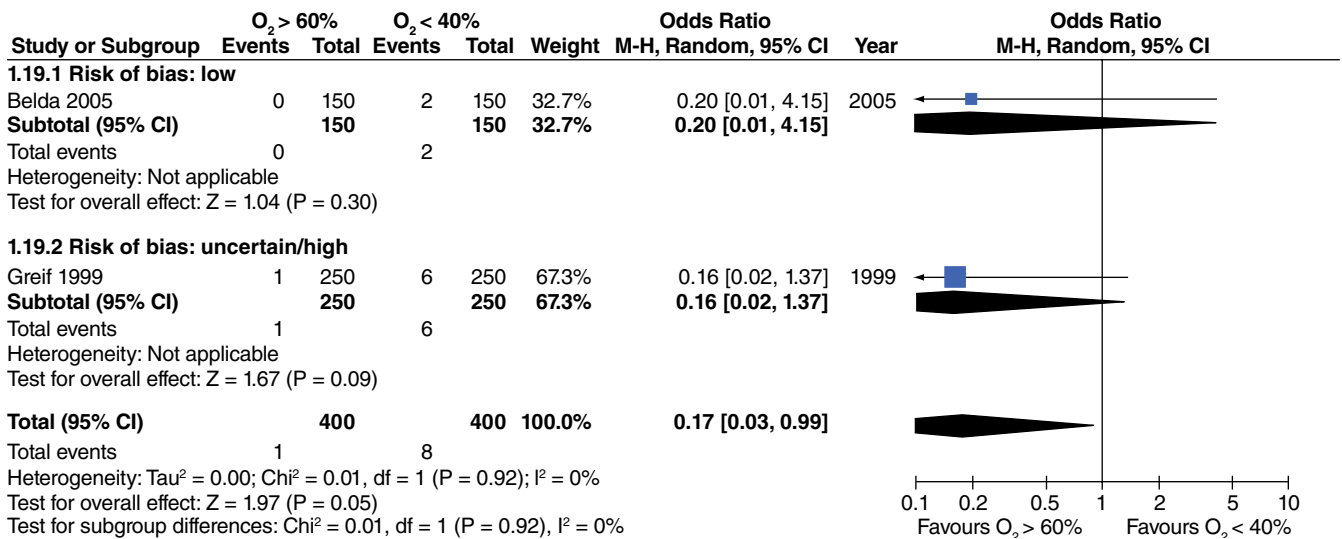 O₂ > 60% O₂ < 40% Odds Ratio Odds Ratio
Study or Subgroup Events Total Events Total Weight M-H, Random, 95% CI Year M-H, Random, 95% CI
1.19.1 Risk of bias: low
Belda 2005 0 150 2 150 32.7% 0.20 [0.01, 4.15] 2005
Subtotal (95% CI) 150 150 32.7% 0.20 [0.01, 4.15]
Total events 0 2
Heterogeneity: Not applicable
Test for overall effect: Z = 1.04 (P = 0.30)
1.19.2 Risk of bias: uncertain/high
Greif 1999 1 250 6 250 67.3% 0.16 [0.02, 1.37] 1999
Subtotal (95% CI) 250 250 67.3% 0.16 [0.02, 1.37]
Total events 1 6
Heterogeneity: Not applicable
Test for overall effect: Z = 1.67 (P = 0.09)
Total (95% CI) 400 400 100.0% 0.17 [0.03, 0.99]
Total events 1 8
Heterogeneity: Tau² = 0.00; Chi² = 0.01, df = 1 (P = 0.92); I² = 0%
Test for overall effect: Z = 1.97 (P = 0.05)
Test for subgroup differences: Chi² = 0.01, df = 1 (P = 0.92), I² = 0%
0.1 0.2 0.5 1 2 5 10
Favours O₂ > 60% Favours O₂ < 40%